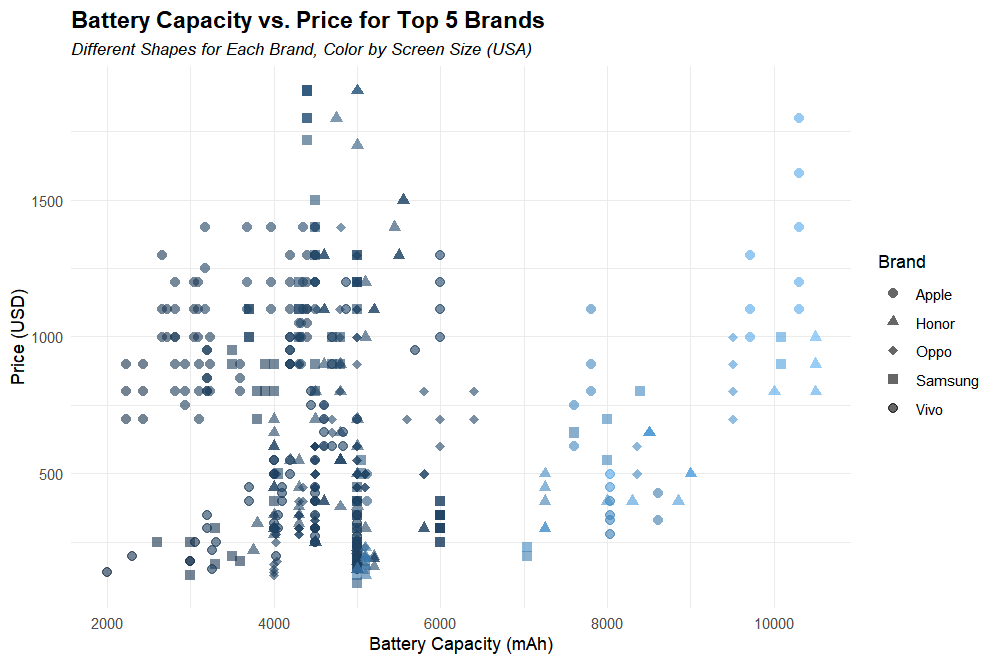 Battery Capacity vs. Price for Top 5 Brands
Different Shapes for Each Brand, Color by Screen Size (USA)
Price (USD)
1500
1000
500
2000
4000
6000
8000
10000
Battery Capacity (mAh)
Brand
Apple
Honor
Oppo
Samsung
Vivo